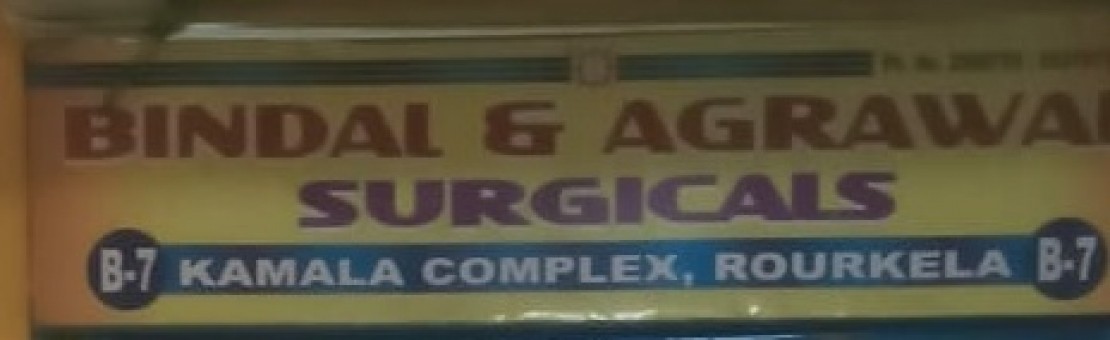 BINDAL & AGRAWAL
SURGICALS
B-7 KAMALA COMPLEX, ROURKELA B-7